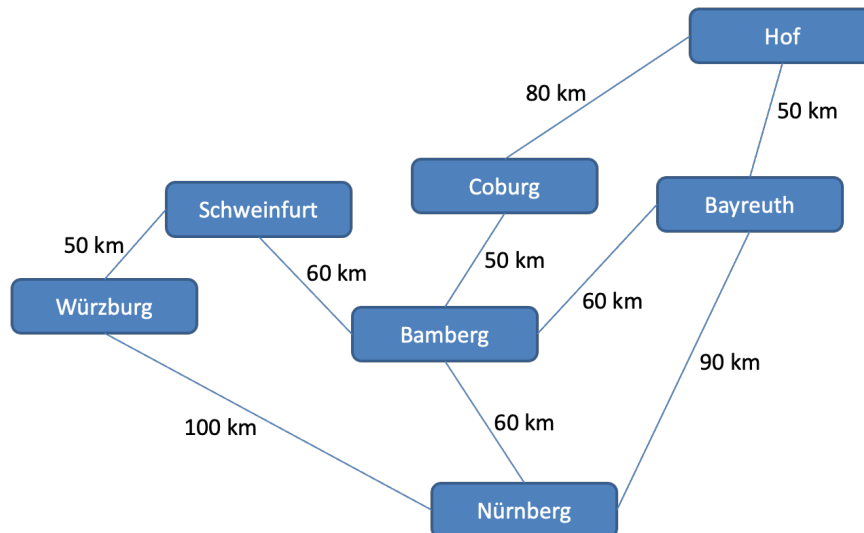 Hof
80 km
50 km
Coburg
Bayreuth
Schweinfurt
50 km
60 km
50 km
60 km
Würzburg
Bamberg
90 km
100 km
60 km
Nürnberg